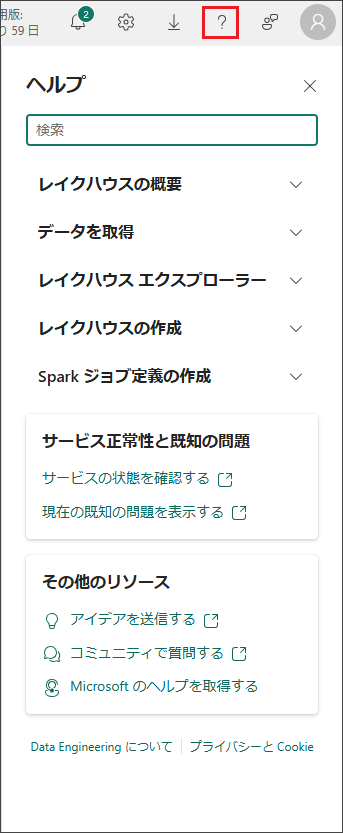 用版:
59 日
2
?
ヘルプ
検索
レイクハウスの概要
データを取得
レイクハウス エクスプローラー
レイクハウスの作成
Spark ジョブ定義の作成
サービス正常性と既知の問題
サービスの状態を確認する
現在の既知の問題を表示する
その他のリソース
アイデアを送信する
コミュニティで質問する
Microsoft のヘルプを取得する
Data Engineering について
プライバシーと Cookie